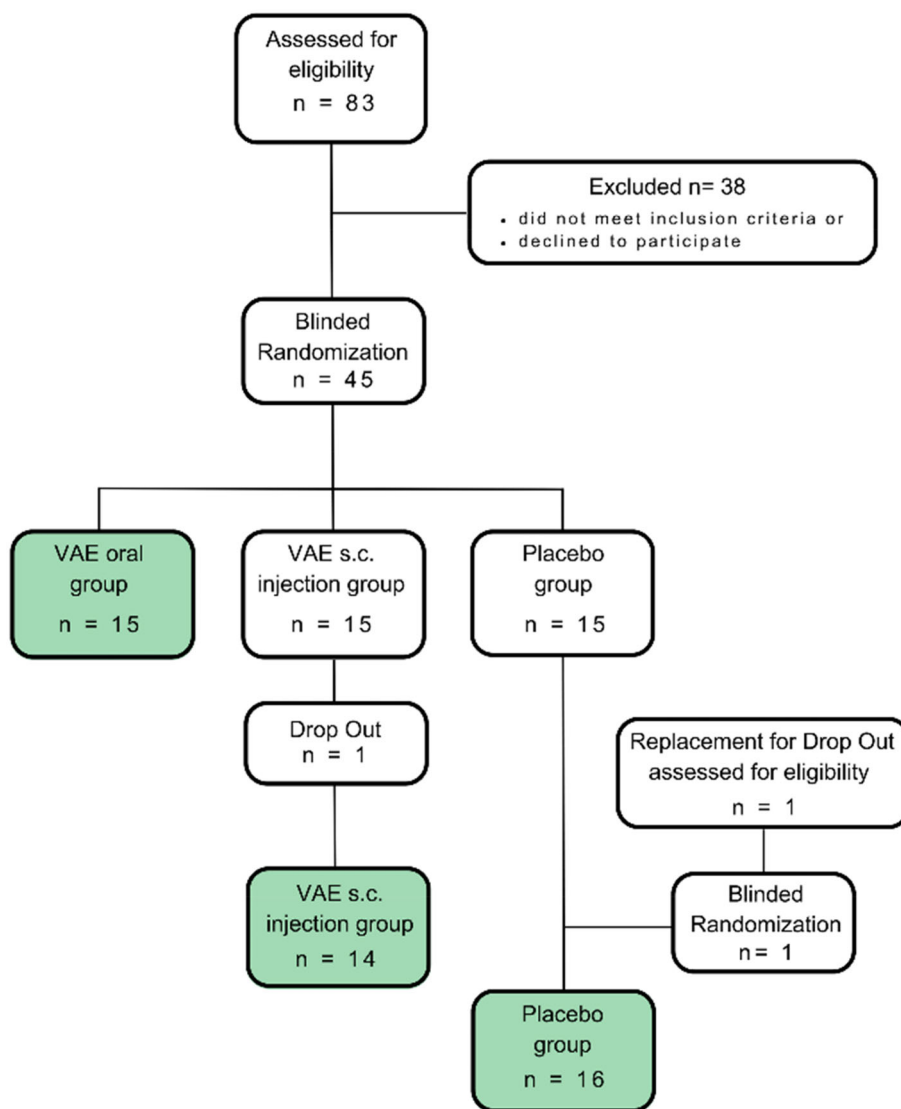 Assessed for
eligibility
n = 83
Excluded n= 38
• did not meet inclusion criteria or
• declined to participate
Blinded
Randomization
n = 45
VAE oral
group
n = 15
VAE s.c.
injection group
n = 15
Placebo
group
n = 15
Drop Out
n = 1
Replacement for Drop Out
assessed for eligibility
n = 1
VAE s.c.
injection group
n = 14
Blinded
Randomization
n= 1
Placebo
group
n = 16